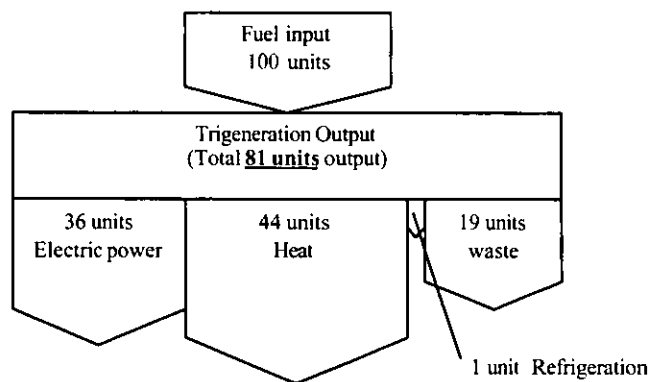 Fuel input
100 units
Trigeneration Output
(Total 81 units output)
36 units
Electric power
44 units
Heat
19 units
waste
1 unit Refrigeration